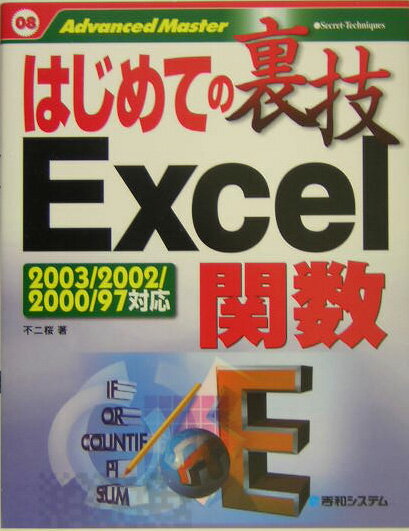 08
Advanced Master
●Secret-Techniques
はじめての裏技
Excel
2003/2002/
2000/97対応
関数
不二桜 著
IF
OR
COUNTIF
PI
SUM
E
秀和システム